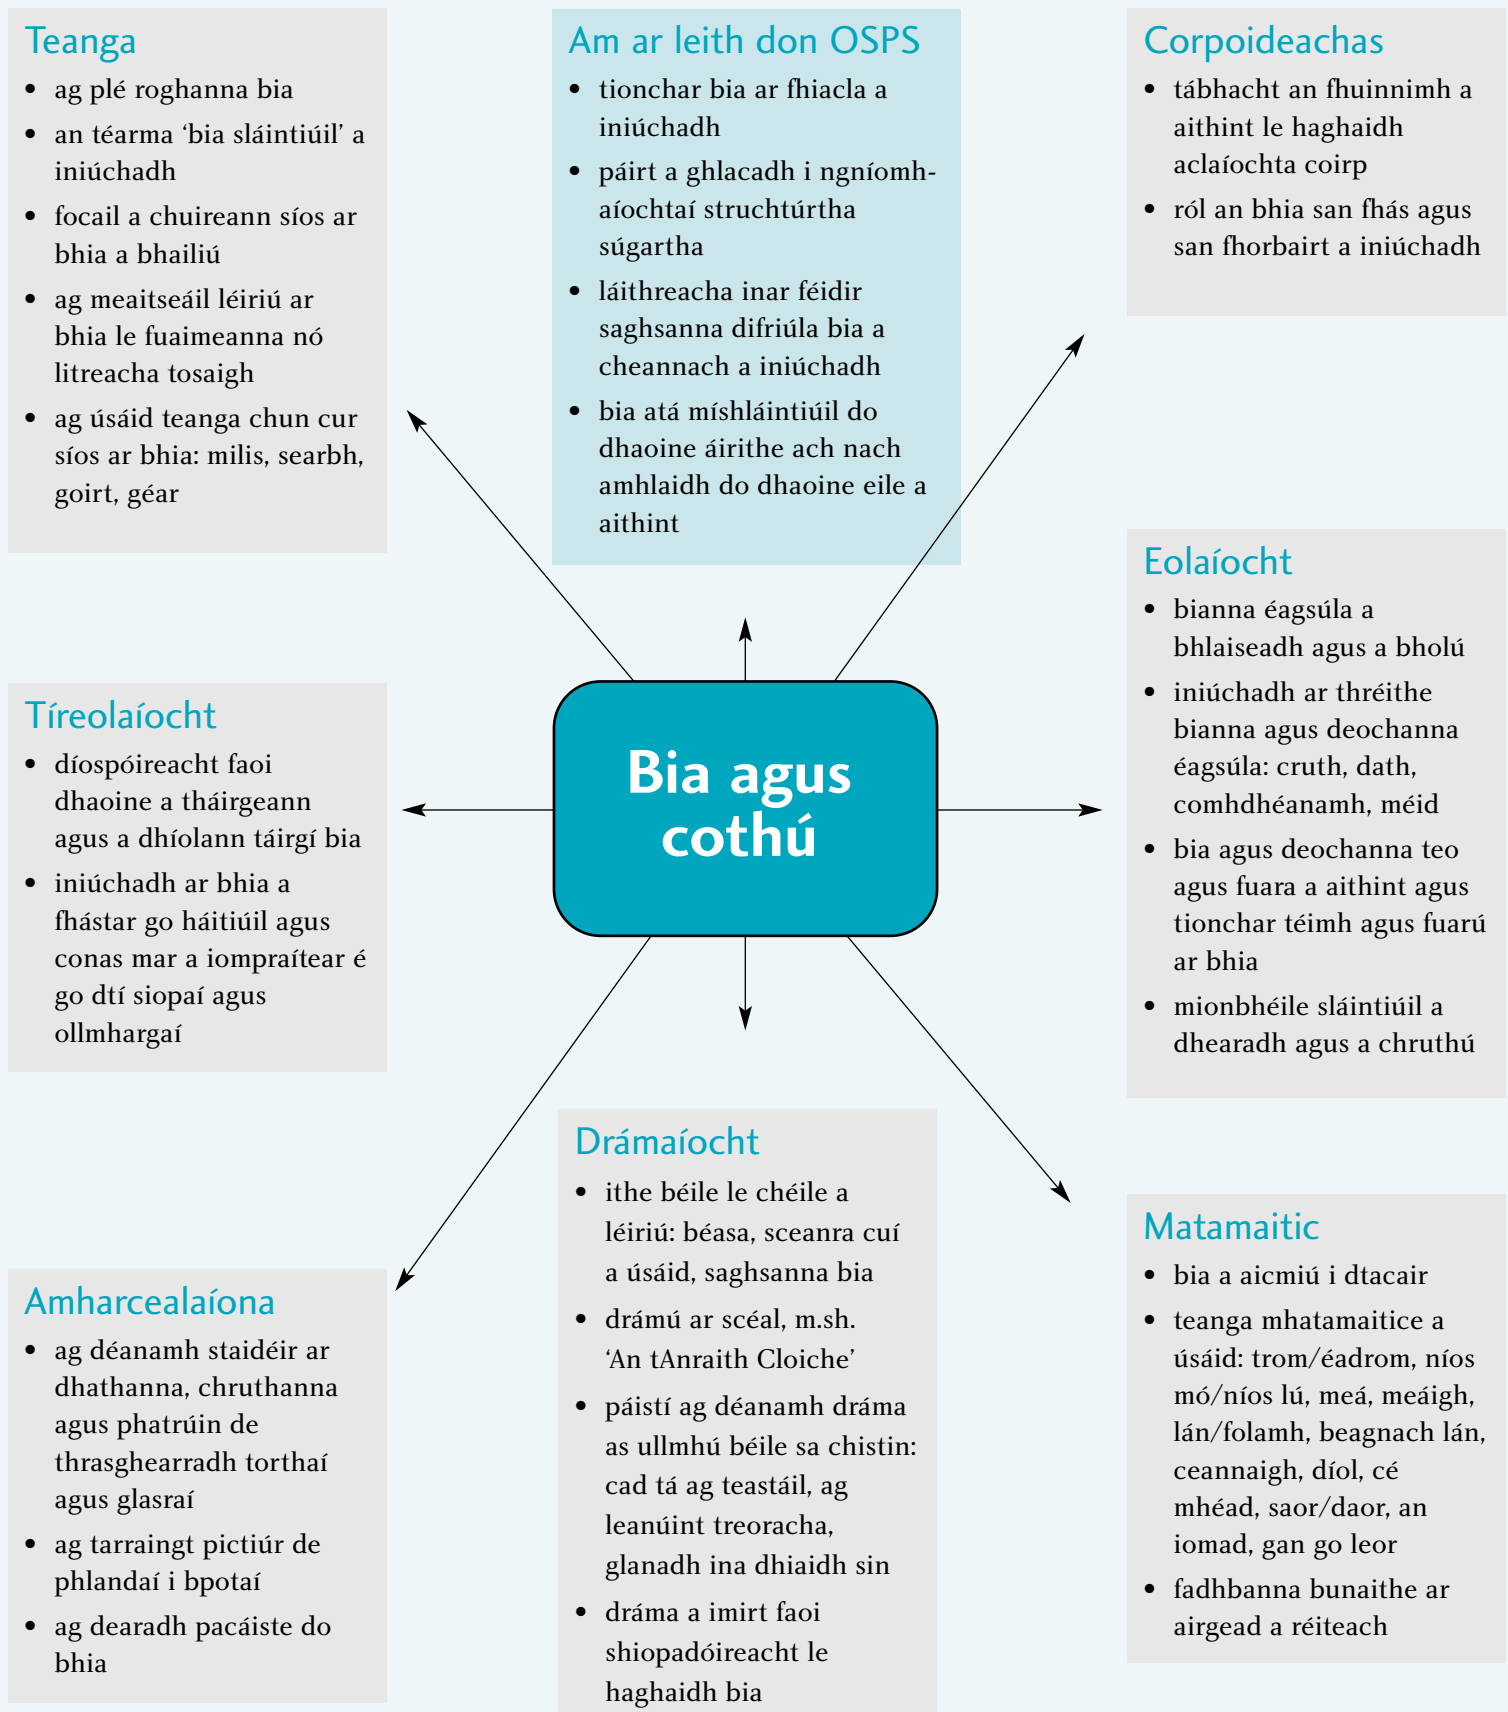 Teanga
• ag plé roghanna bia
• an téarma ‘bia sláintiúil’ a
iniúchadh
• focail a chuireann síos ar
bhia a bhailiú
• ag meaitseáil léiriú ar
bhia le fuaimeanna nó
litreacha tosaigh
• ag úsáid teanga chun cur
síos ar bhia: milis, searbh,
goirt, géar
Am ar leith don OSPS
• tionchar bia ar fhiacla a
iniúchadh
• páirt a ghlacadh i ngníomh-
aíochtaí struchtúrtha
súgartha
• láithreacha inar féidir
saghsanna difriúla bia a
cheannach a iniúchadh
• bia atá míshláintiúil do
dhaoine áirithe ach nach
amhlaidh do dhaoine eile a
aithint
Corpoideachas
• tábhacht an fhuinnimh a
aithint le haghaidh
aclaíochta coirp
• ról an bhia san fhás agus
san fhorbairt a iniúchadh
Tíreolaíocht
• díospóireacht faoi
dhaoine a tháirgeann
agus a dhíolann táirgí bia
• iniúchadh ar bhia a
fhástar go háitiúil agus
conas mar a iompraítear é
go dtí siopaí agus
ollmhargaí
Bia agus
cothú
Eolaíocht
• bianna éagsúla a
bhlaiseadh agus a bholú
• iniúchadh ar thréithe
bianna agus deochanna
éagsúla: cruth, dath,
comhdhéanamh, méid
• bia agus deochanna teo
agus fuara a aithint agus
tionchar téimh agus fuarú
ar bhia
• mionbhéile sláintiúil a
dhearadh agus a chruthú
Amharcealaíona
• ag déanamh staidéir ar
dhathanna, chruthanna
agus phatrúin de
thrasghearradh torthaí
agus glasraí
• ag tarraingt pictiúr de
phlandaí i bpotaí
• ag dearadh pacáiste do
bhia
Drámaíocht
• ithe béile le chéile a
léiriú: béasa, sceanra cuí
a úsáid, saghsanna bia
• drámú ar scéal, m.sh.
‘An tAnraith Cloiche’
• páistí ag déanamh dráma
as ullmhú béile sa chistin:
cad tá ag teastáil, ag
leanúint treoracha,
glanadh ina dhiaidh sin
• dráma a imirt faoi
shiopadóireacht le
haghaidh bia
Matamaitic
• bia a aicmiú i dtacair
• teanga mhatamaitice a
úsáid: trom/éadrom, níos
mó/níos lú, meá, meáigh,
lán/folamh, beagnach lán,
ceannaigh, díol, cé
mhéad, saor/daor, an
iomad, gan go leor
• fadhbanna bunaithe ar
airgead a réiteach